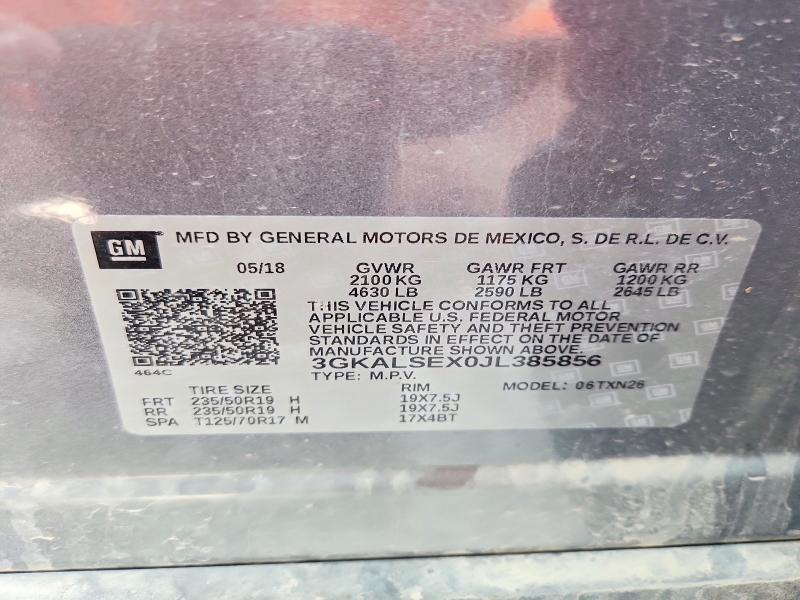 GM MFD BY GENERAL MOTORS DE MEXICO, S. DE R.L. DE C.V.
05/18 GVWR GAWR FRT GAWR RR
2100 KG 1175 KG 1200 KG
4630 LB 2590 LB 2645 LB
THIS VEHICLE CONFORMS TO ALL
APPLICABLE U.S. FEDERAL MOTOR
VEHICLE SAFETY AND THEFT PREVENTION
STANDARDS IN EFFECT ON THE DATE OF
MANUFACTURE SHOWN ABOVE.
3GKALSEX0JL385856
464C
TYPE: M.P.V. MODEL: 06TXN26
TIRE SIZE RIM
FRT 235/50R19 H 19X7.5J
RR 235/50R19 H 19X7.5J
SPA T125/70R17 M 17X4BT